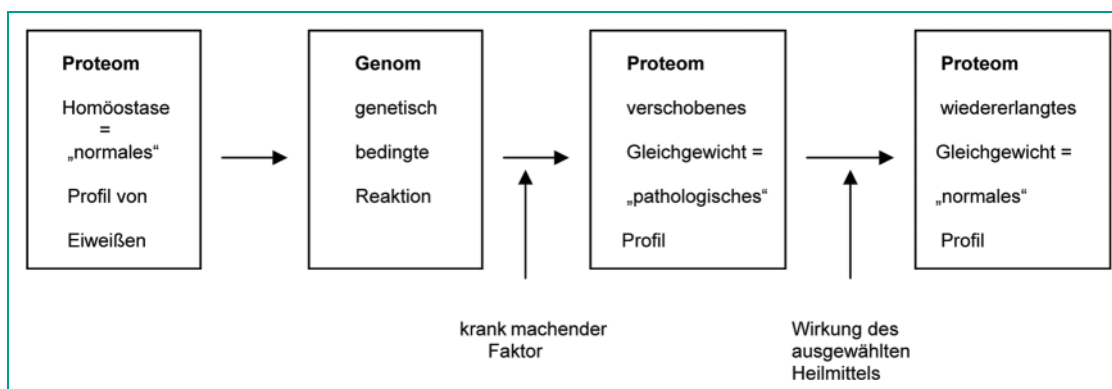 Proteom
Homöostase
=
„normales“
Profil von
Eiweißen
Genom
genetisch
bedingte
Reaktion
Proteom
verschobenes
Gleichgewicht =
„pathologisches“
Profil
Proteom
wiedererlangtes
Gleichgewicht =
„normales“
Profil
krank machender
Faktor
Wirkung des
ausgewählten
Heilmittels